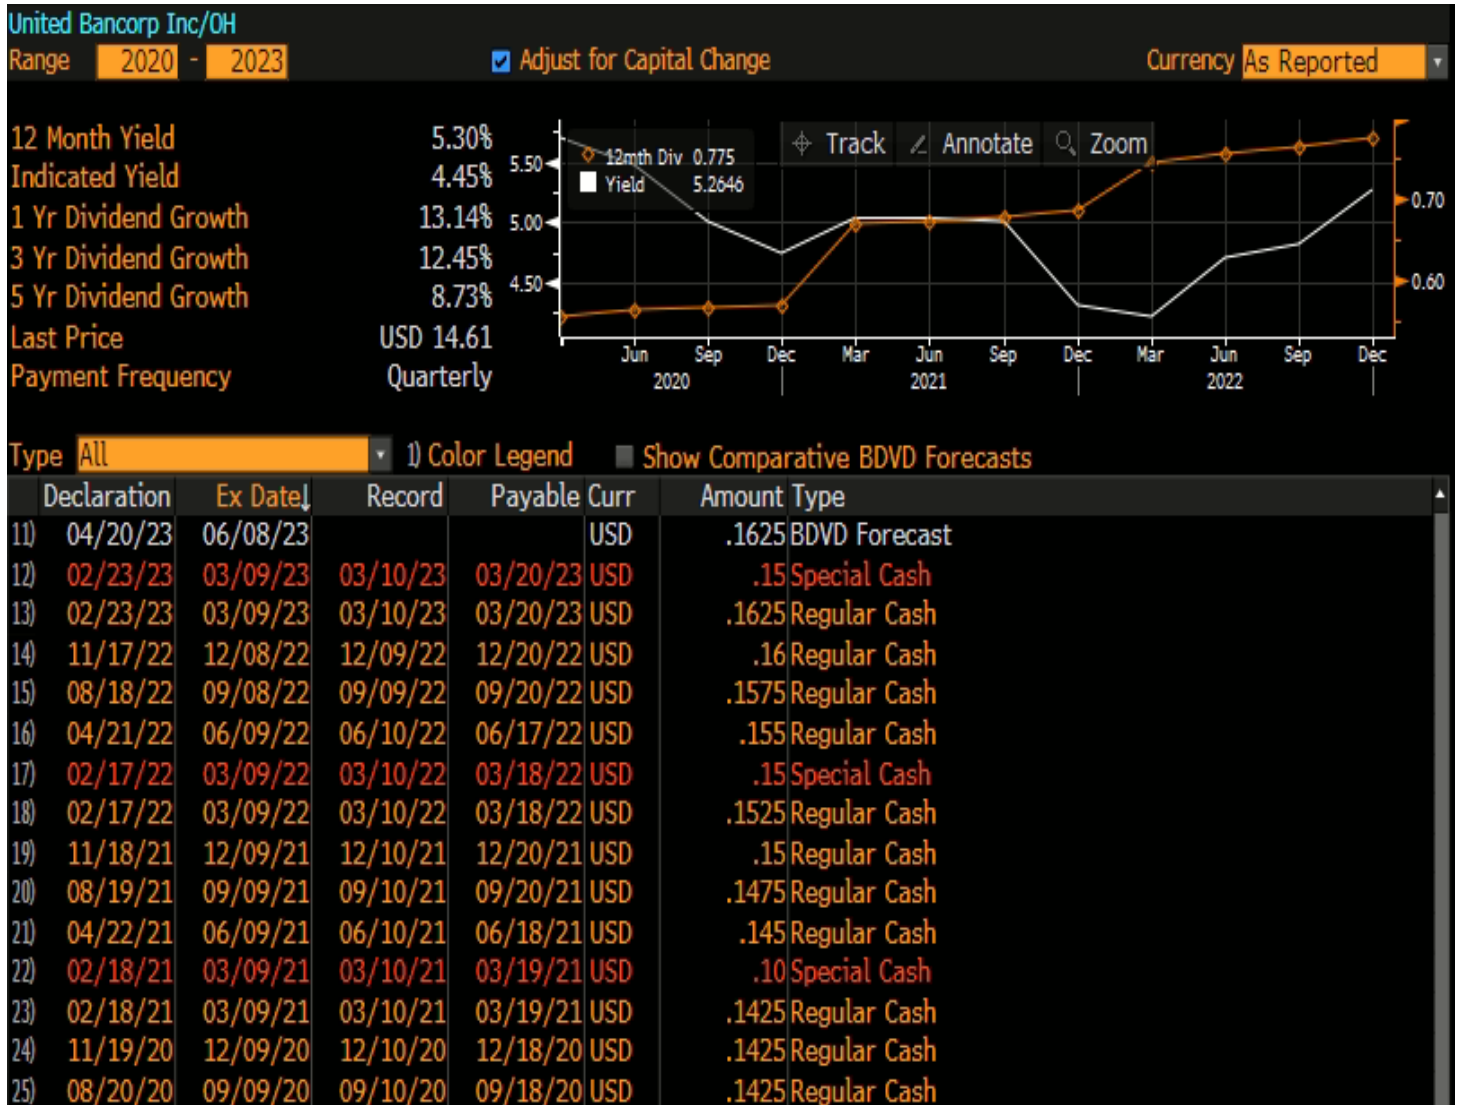 United Bancorp Inc/OH
Range 2020 - 2023 Adjust for Capital Change Currency As Reported
12 Month Yield 5.30%
Indicated Yield 4.45%
1 Yr Dividend Growth 13.14%
3 Yr Dividend Growth 12.45%
5 Yr Dividend Growth 8.73%
Last Price USD 14.61
Payment Frequency Quarterly
Track Annotate Zoom
12mth Div 0.775
Yield 5.2646
5.50
5.00
4.50
0.70
0.60
Jun Sep Dec Mar Jun Sep Dec Mar Jun Sep Dec
2020 2021 2022
Type All 1) Color Legend Show Comparative BDVD Forecasts
Declaration Ex Date↓ Record Payable Curr Amount Type
11) 04/20/23 06/08/23 USD .1625 BDVD Forecast
12) 02/23/23 03/09/23 03/10/23 03/20/23 USD .15 Special Cash
13) 02/23/23 03/09/23 03/10/23 03/20/23 USD .1625 Regular Cash
14) 11/17/22 12/08/22 12/09/22 12/20/22 USD .16 Regular Cash
15) 08/18/22 09/08/22 09/09/22 09/20/22 USD .1575 Regular Cash
16) 04/21/22 06/09/22 06/10/22 06/17/22 USD .155 Regular Cash
17) 02/17/22 03/09/22 03/10/22 03/18/22 USD .15 Special Cash
18) 02/17/22 03/09/22 03/10/22 03/18/22 USD .1525 Regular Cash
19) 11/18/21 12/09/21 12/10/21 12/20/21 USD .15 Regular Cash
20) 08/19/21 09/09/21 09/10/21 09/20/21 USD .1475 Regular Cash
21) 04/22/21 06/09/21 06/10/21 06/18/21 USD .145 Regular Cash
22) 02/18/21 03/09/21 03/10/21 03/19/21 USD .10 Special Cash
23) 02/18/21 03/09/21 03/10/21 03/19/21 USD .1425 Regular Cash
24) 11/19/20 12/09/20 12/10/20 12/18/20 USD .1425 Regular Cash
25) 08/20/20 09/09/20 09/10/20 09/18/20 USD .1425 Regular Cash